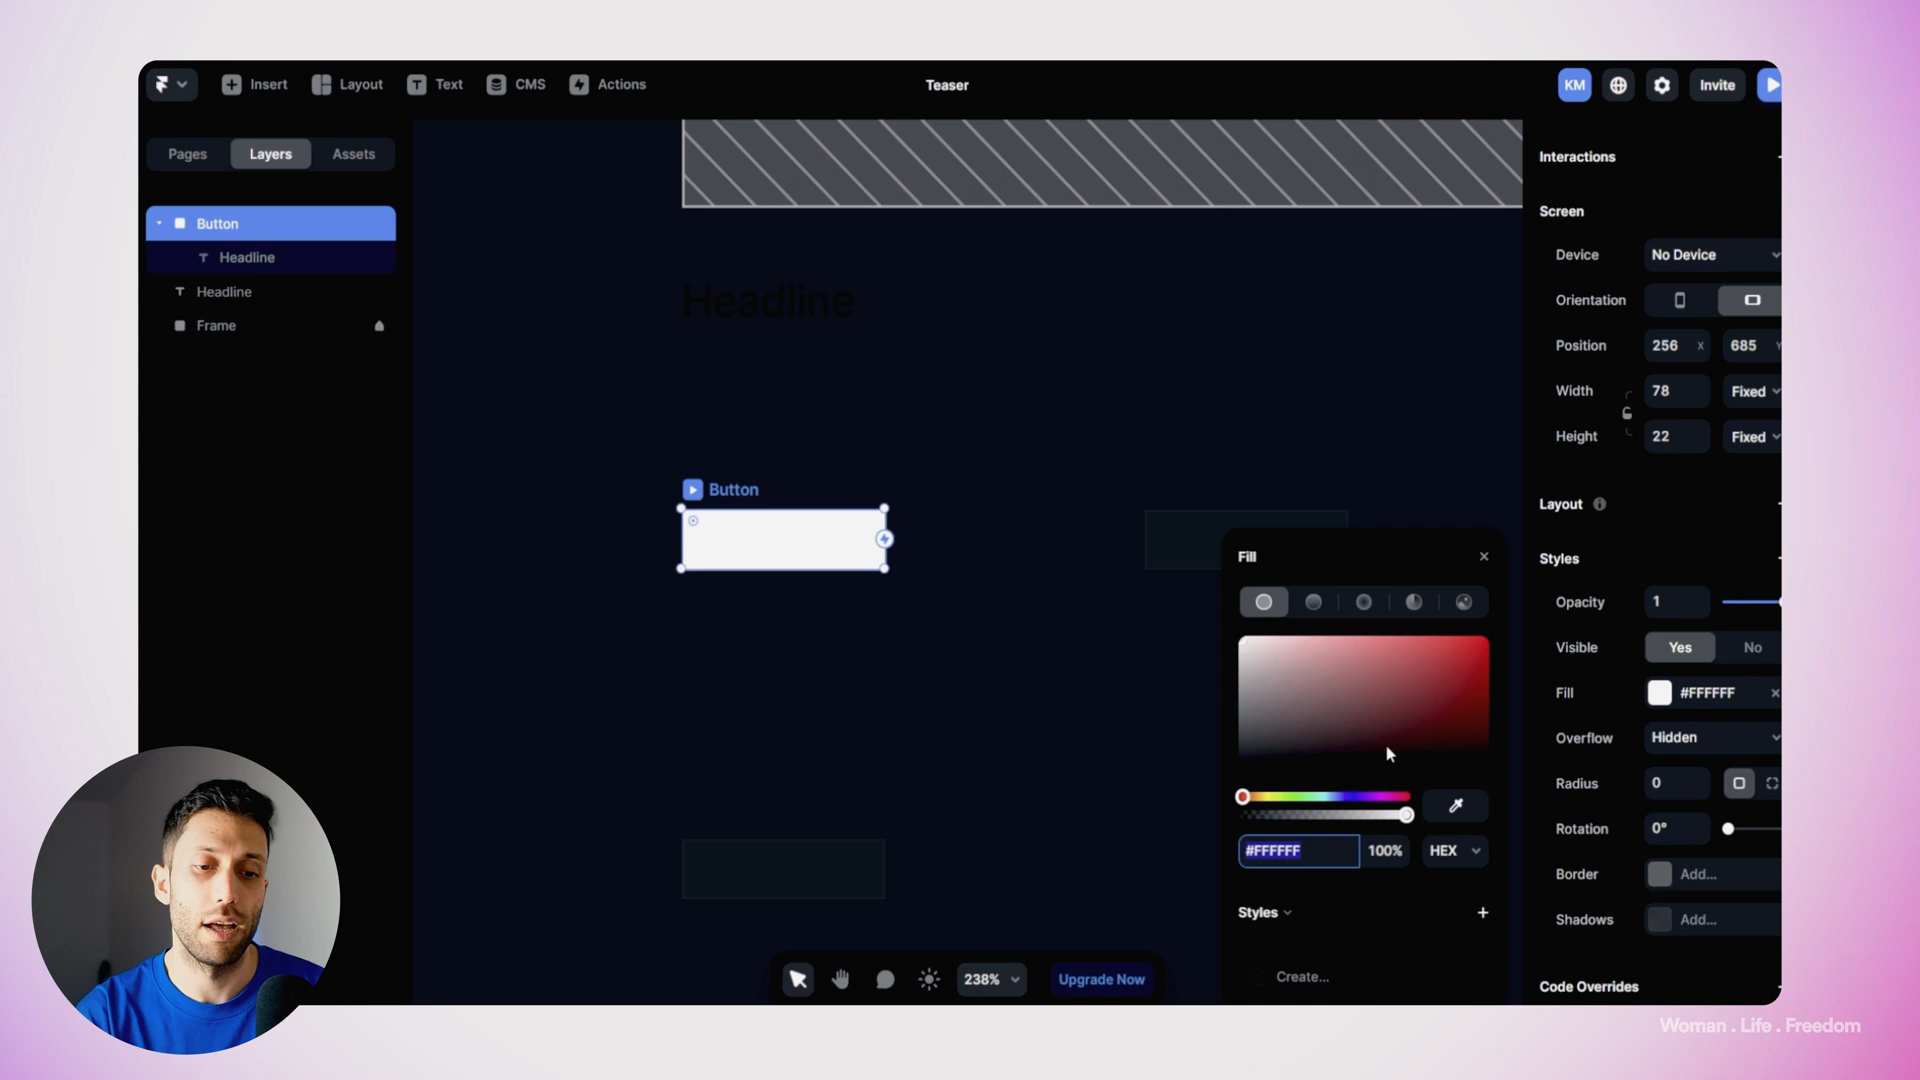 Insert
Layout
Text
CMS
Actions
Teaser
KM
Invite
Pages
Layers
Assets
Button
Headline
Headline
Frame
Headline
Button
Fill
#FFFFFF
100%
HEX
Styles
Create...
238%
Upgrade Now
Interactions
Screen
Device
No Device
Orientation
Position
256
X
685
Y
Width
78
Fixed
Height
22
Fixed
Layout
Styles
Opacity
1
Visible
Yes
No
Fill
#FFFFFF
Overflow
Hidden
Radius
0
Rotation
0°
Border
Add...
Shadows
Add...
Code Overrides
Woman . Life . Freedom